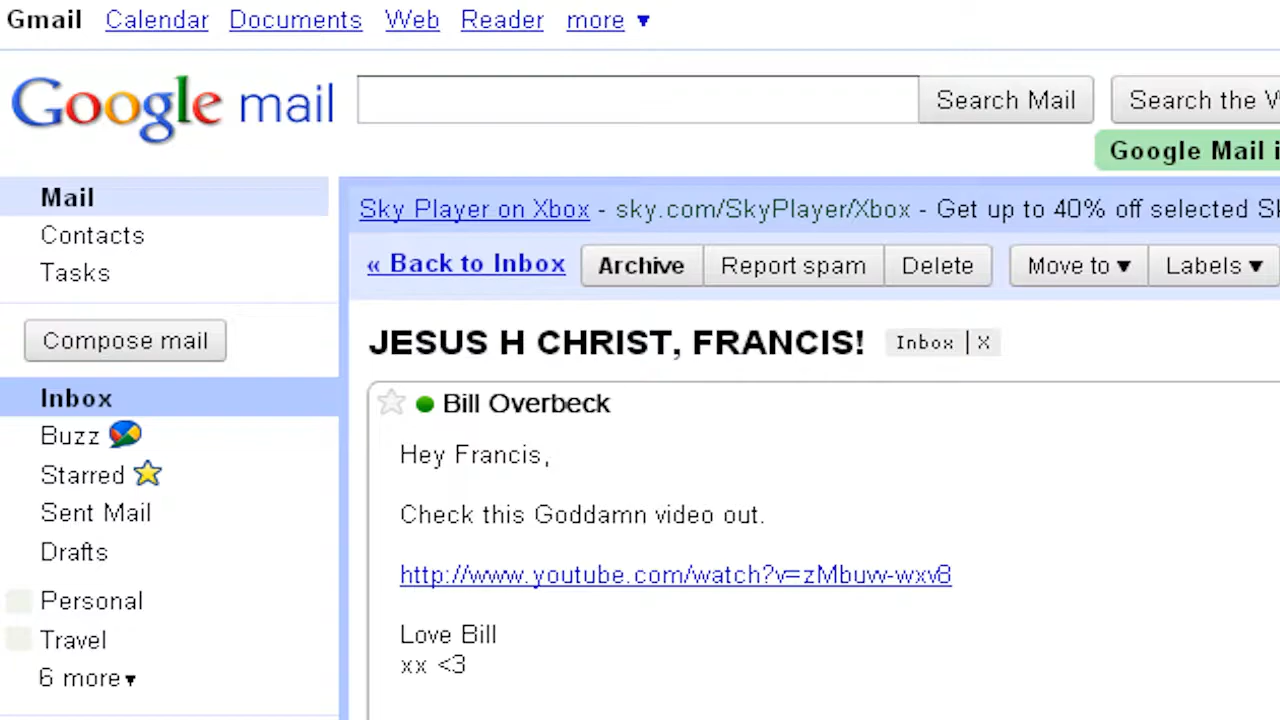 Gmail Calendar Documents Web Reader more ▼
Google mail
Search Mail
Search the
Google Mail
Mail
Contacts
Tasks
Compose mail
Inbox
Buzz
Starred
Sent Mail
Drafts
Personal
Travel
6 more ▾
Sky Player on Xbox - sky.com/SkyPlayer/Xbox - Get up to 40% off selected
« Back to Inbox Archive Report spam Delete Move to ▼ Labels ▼
JESUS H CHRIST, FRANCIS! Inbox | X
Bill Overbeck
Hey Francis,
Check this Goddamn video out.
http://www.youtube.com/watch?v=zMbuw-wxv8
Love Bill
xx <3